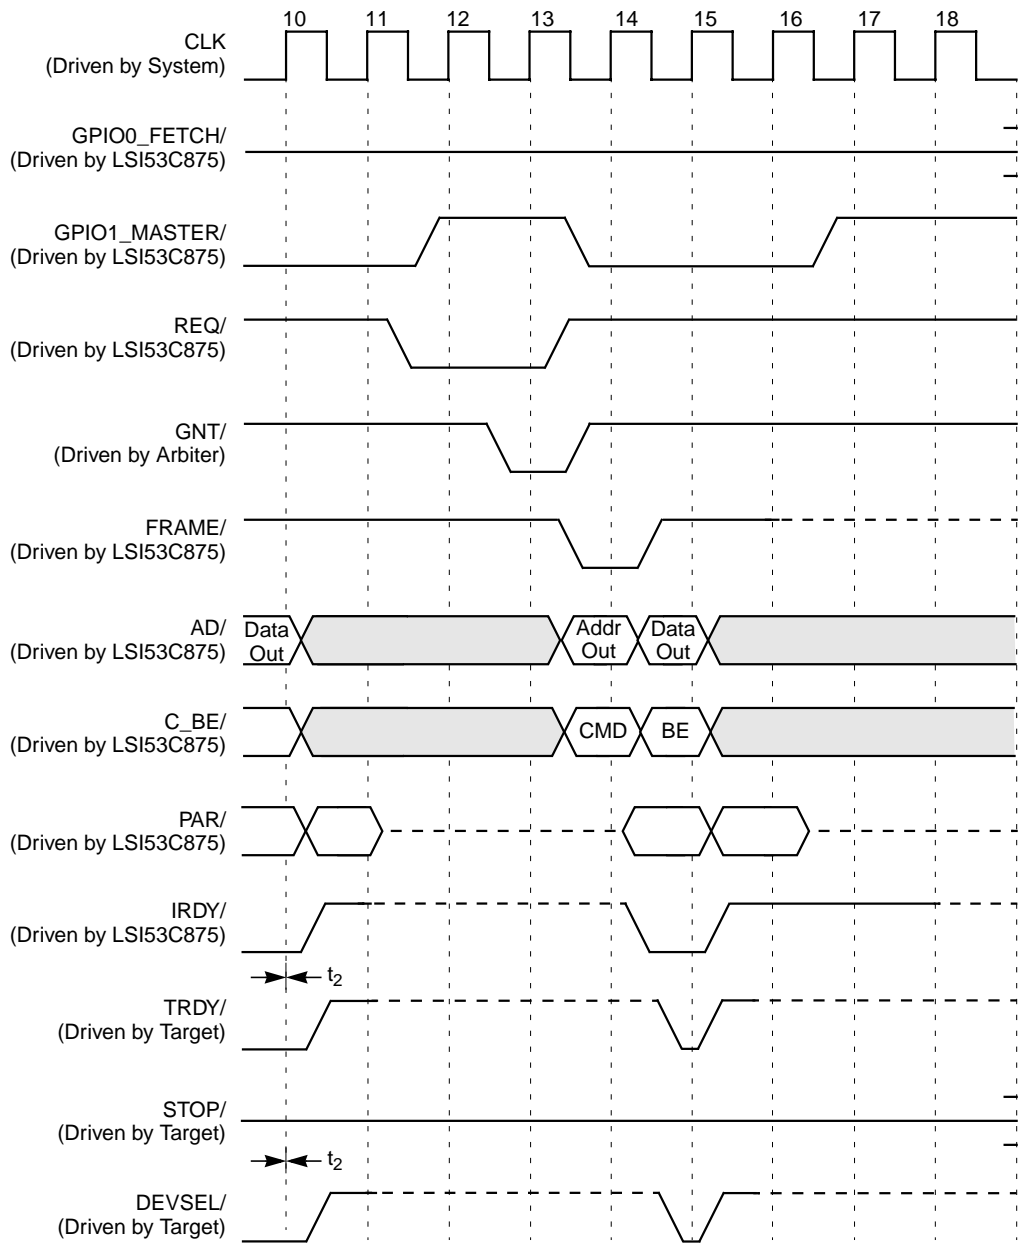 10 11 12 13 14 15 16 17 18
CLK
(Driven by System)
GPIO0_FETCH/
(Driven by LSI53C875)
GPIO1_MASTER/
(Driven by LSI53C875)
REQ/
(Driven by LSI53C875)
GNT/
(Driven by Arbiter)
FRAME/
(Driven by LSI53C875)
AD/
(Driven by LSI53C875)
Data
Out
Addr
Out
Data
Out
C_BE/
(Driven by LSI53C875)
CMD
BE
PAR/
(Driven by LSI53C875)
IRDY/
(Driven by LSI53C875)
t2
TRDY/
(Driven by Target)
STOP/
(Driven by Target)
t2
DEVSEL/
(Driven by Target)